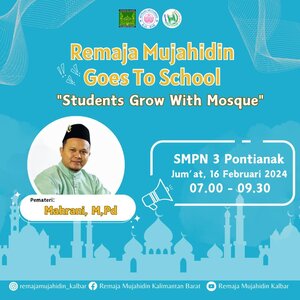 Remaja Mujahidin
Goes To School
"Students Grow With Mosque"
SMPN 3 Pontianak
Jum'at, 16 Februari 2024
07.00 - 09.30
Pemateri:
Mahrani, M,Pd
remajamujahidin_kalbar
Remaja Mujahidin Kalimantan Barat
Remaja Mujahidin Kalbar